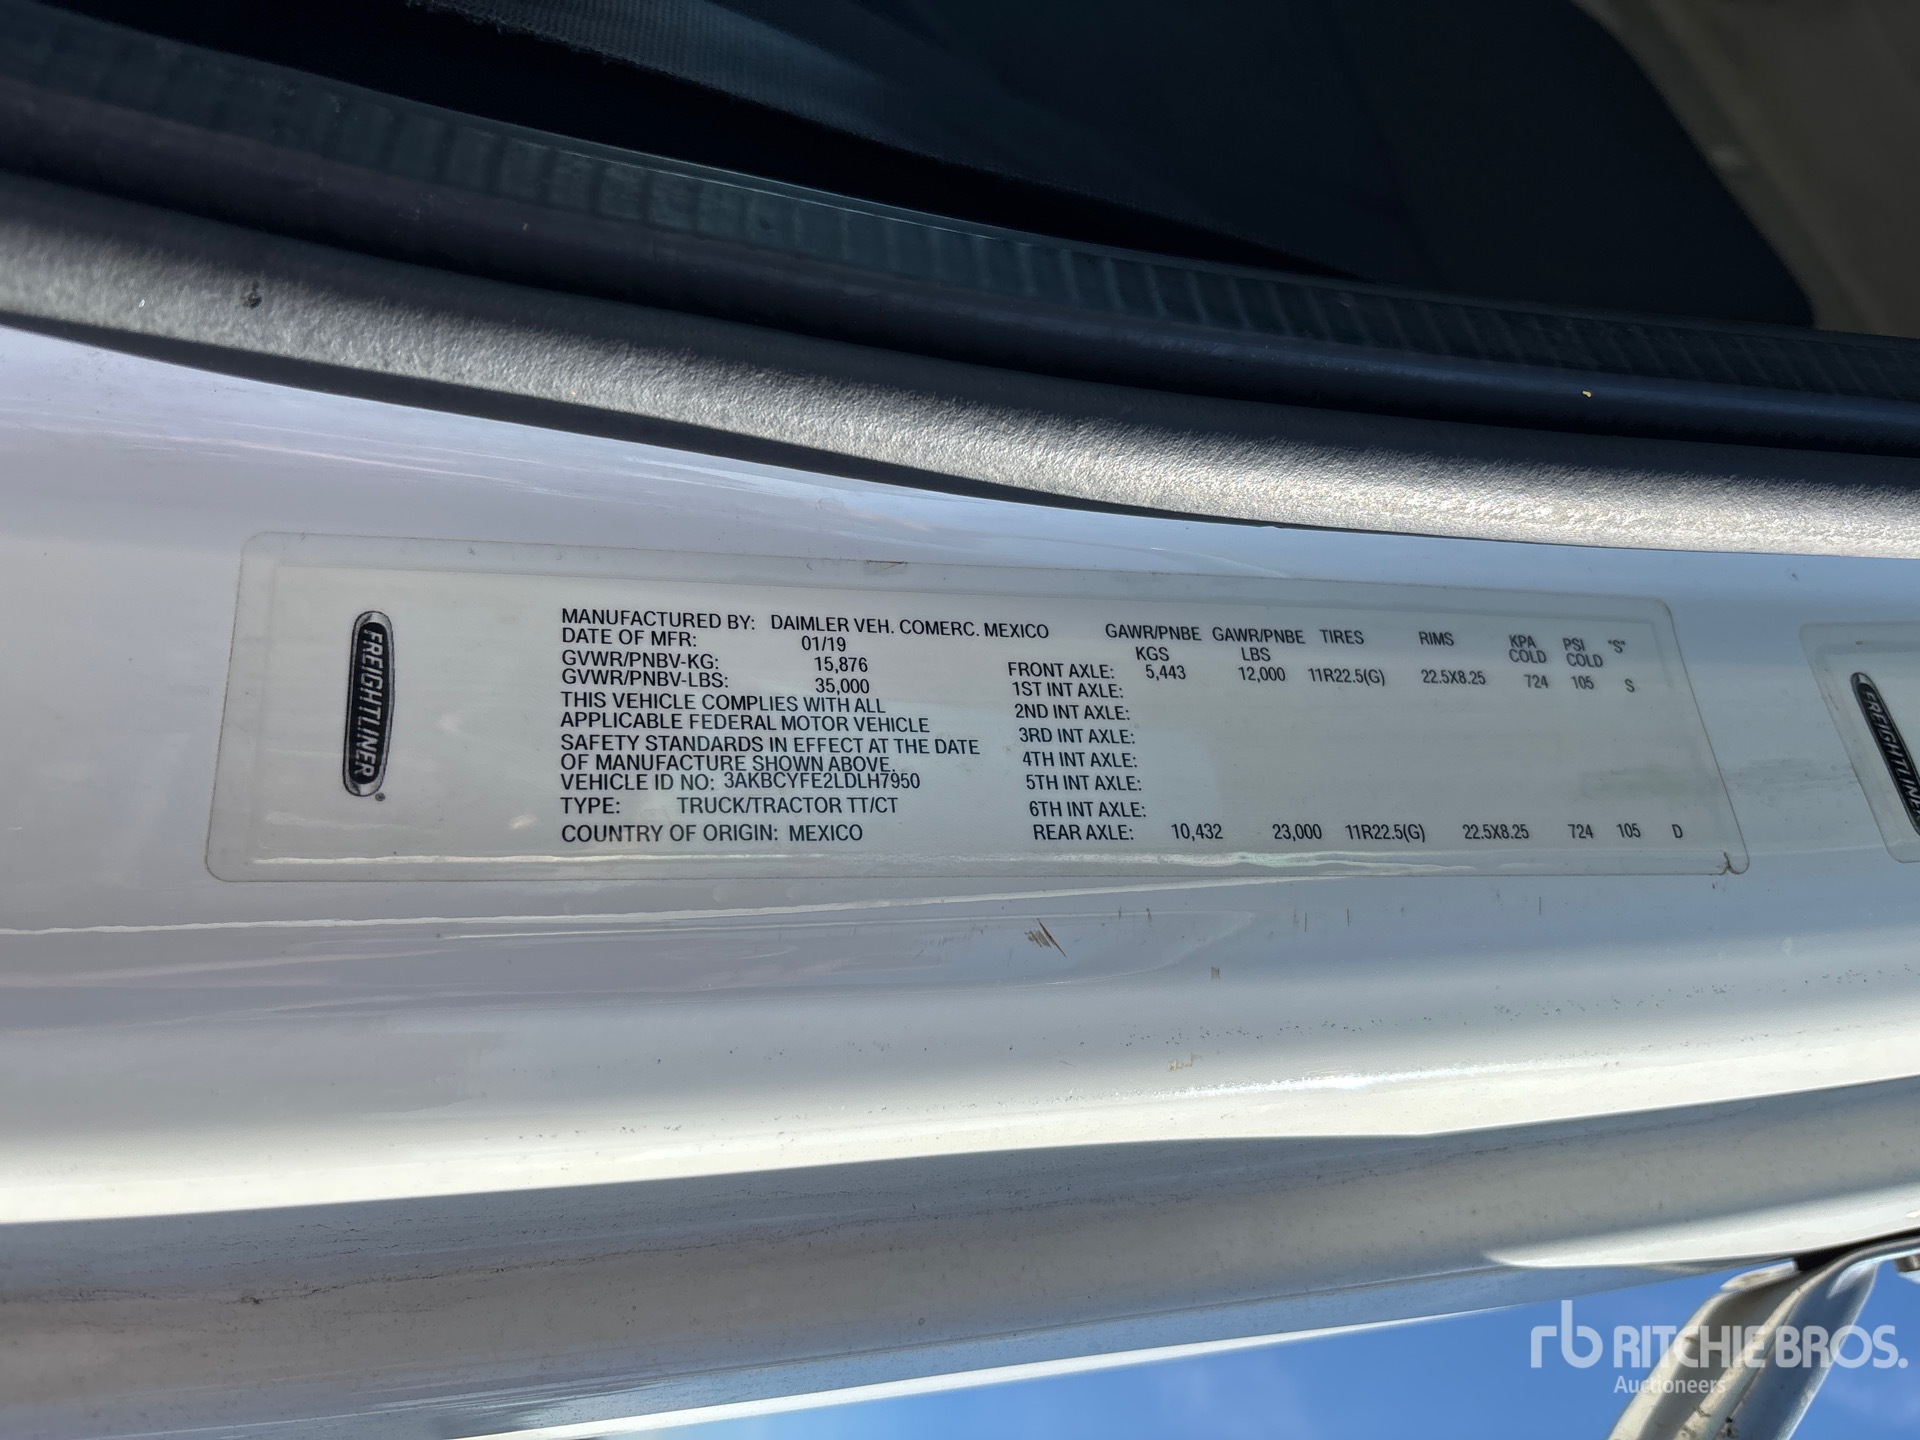 FREIGHTLINER
MANUFACTURED BY: DAIMLER VEH. COMERC. MEXICO
DATE OF MFR: 01/19
GVWR/PNBV-KG: 15,876
GVWR/PNBV-LBS: 35,000
THIS VEHICLE COMPLIES WITH ALL
APPLICABLE FEDERAL MOTOR VEHICLE
SAFETY STANDARDS IN EFFECT AT THE DATE
OF MANUFACTURE SHOWN ABOVE.
VEHICLE ID NO: 3AKBCYFE2LDLH7950
TYPE: TRUCK/TRACTOR TT/CT
COUNTRY OF ORIGIN: MEXICO
GAWR/PNBE GAWR/PNBE TIRES RIMS KPA PSI "S"
KGS LBS COLD COLD
FRONT AXLE: 5,443 12,000 11R22.5(G) 22.5X8.25 724 105 S
1ST INT AXLE:
2ND INT AXLE:
3RD INT AXLE:
4TH INT AXLE:
5TH INT AXLE:
6TH INT AXLE:
REAR AXLE: 10,432 23,000 11R22.5(G) 22.5X8.25 724 105 D
FREIGHTLINER
rb RITCHIE BROS.
Auctioneers